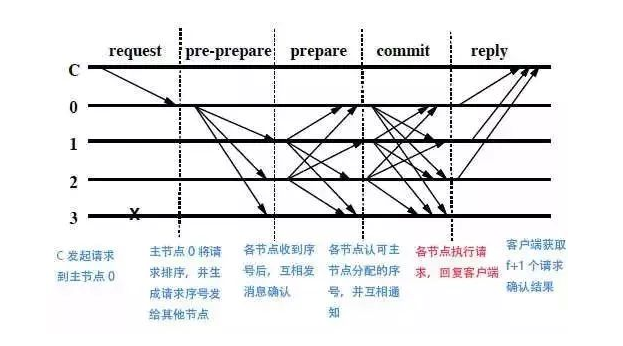 request pre-prepare prepare commit reply
C
0
1
2
3
X
C 发起请求
到主节点 0
主节点 0 将请
求排序，并生
成请求序号发
给其他节点
各节点收到序
号后，互相发
消息确认
各节点认可主
节点分配的序
号，并互相通
知
各节点执行请
求，回复客户端
客户端获取
f+1 个请求
确认结果